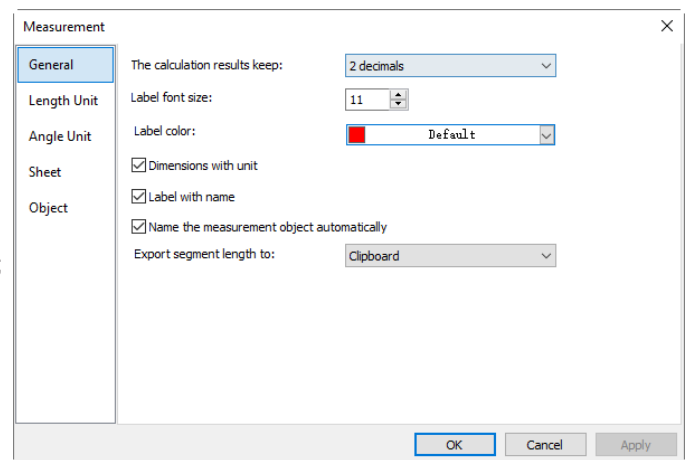 Measurement
General
Length Unit
Angle Unit
Sheet
Object
The calculation results keep: 2 decimals
Label font size: 11
Label color: Default
Dimensions with unit
Label with name
Name the measurement object automatically
Export segment length to: Clipboard
OK Cancel Apply